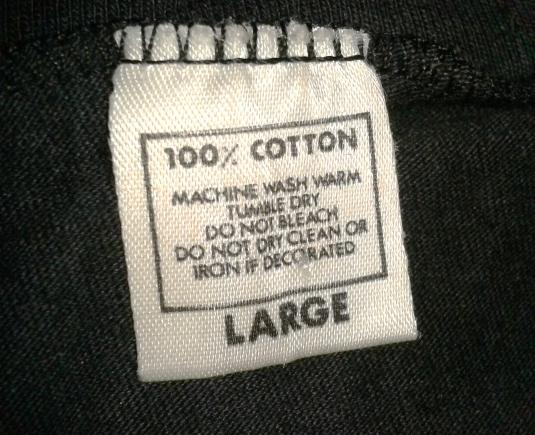 100% COTTON
MACHINE WASH WARM
TUMBLE DRY
DO NOT BLEACH
DO NOT DRY CLEAN OR
IRON IF DECORATED
LARGE